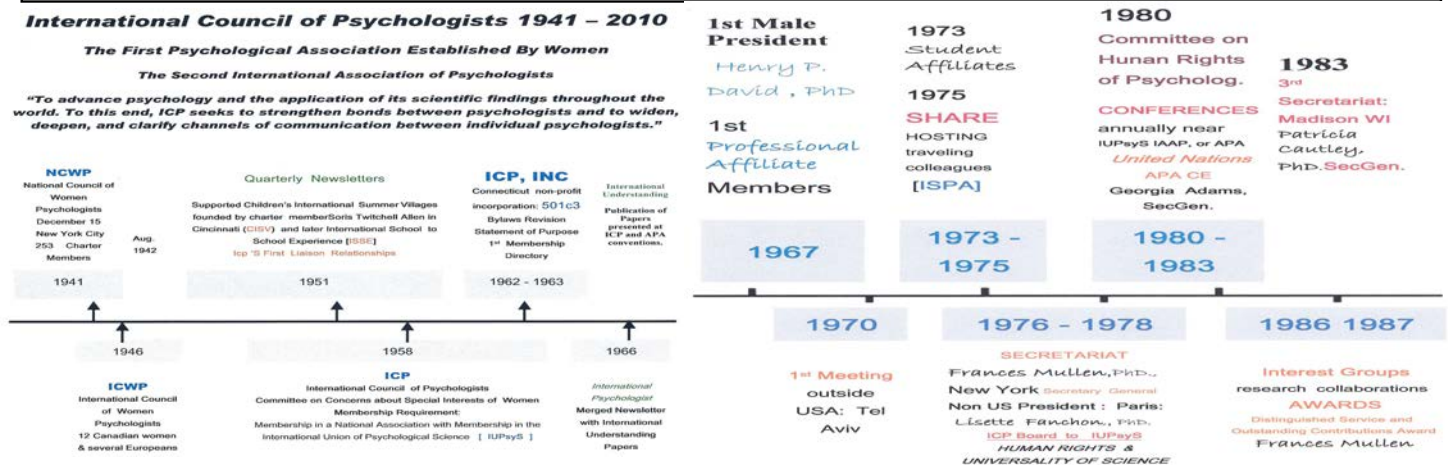 International Council of Psychologists 1941 – 2010
The First Psychological Association Established By Women
The Second International Association of Psychologists
"To advance psychology and the application of its scientific findings throughout the
world. To this end, ICP seeks to strengthen bonds between psychologists and to widen,
deepen, and clarify channels of communication between individual psychologists."
NCWP
National Council of
Women
Psychologists
December 15
New York City
253 Charter
Members
Aug.
1942
1941
Quarterly Newsletters
Supported Children's International Summer Villages
founded by charter memberSoris Twitchell Allen in
Cincinnati (CISV) and later International School to
School Experience [ISSE]
Icp 'S First Liaison Relationships
1951
ICP, INC
Connecticut non-profit
incorporation: 501c3
Bylaws Revision
Statement of Purpose
1st Membership
Directory
1962 - 1963
International
Understanding
Publication of
Papers
presented at
ICP and APA
conventions.
1946
ICWP
International Council
of Women
Psychologists
12 Canadian women
& several Europeans
1958
ICP
International Council of Psychologists
Committee on Concerns about Special Interests of Women
Membership Requirement:
Membership in a National Association with Membership in the
International Union of Psychological Science [ IUPsyS ]
1966
International
Psychologist
Merged Newsletter
with International
Understanding
Papers
1st Male
President
Henry P.
David , PhD
1st
Professional
Affiliate
Members
1967
1973
Student
Affiliates
1975
SHARE
HOSTING
traveling
colleagues
[ISPA]
1973 -
1975
1980
Committee on
Hunan Rights
of Psycholog.
CONFERENCES
annually near
IUPsyS IAAP, or APA
United Nations
APA CE
Georgia Adams,
SecGen.
1980 -
1983
1983
3rd
Secretariat:
Madison WI
Patricia
Cautley,
PhD.SecGen.
1970
1st Meeting
outside
USA: Tel
Aviv
1976 - 1978
SECRETARIAT
Frances Mullen,PhD.,
New York Secretary General
Non US President : Paris:
Lisette Fanchon, PhD.
ICP Board to IUPsyS
HUMAN RIGHTS &
UNIVERSALITY OF SCIENCE
1986 1987
Interest Groups
research collaborations
AWARDS
Distinguished Service and
Outstanding Contributions Award
Frances Mullen